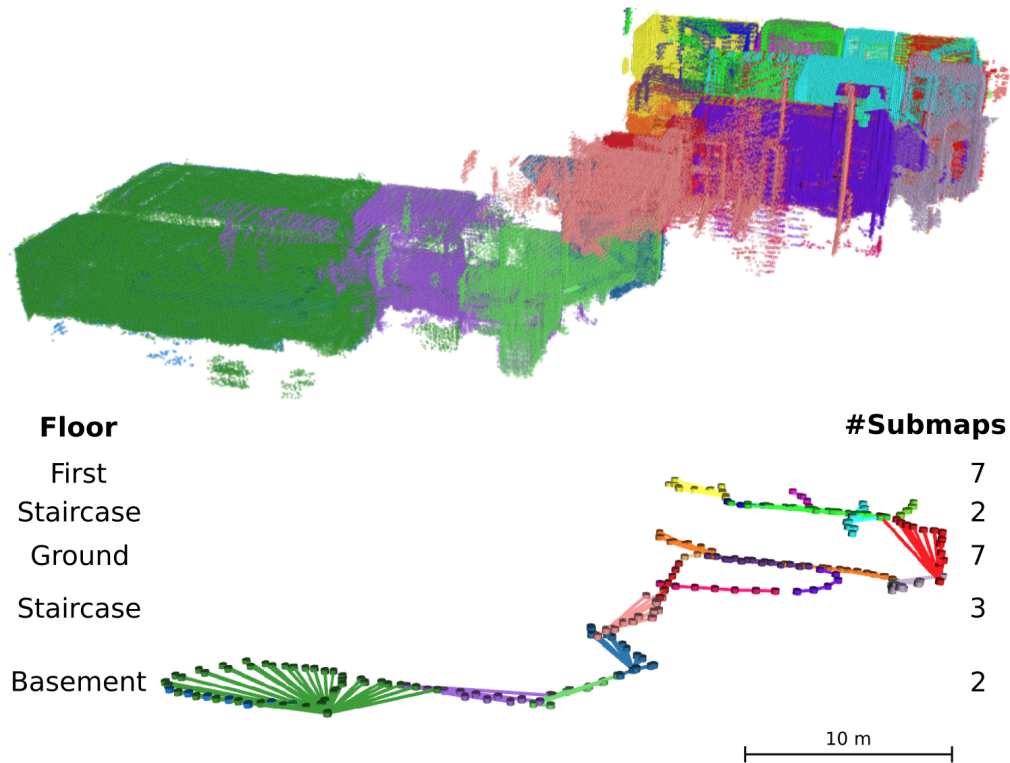 Floor #Submaps
First 7
Staircase 2
Ground 7
Staircase 3
Basement 2
10 m